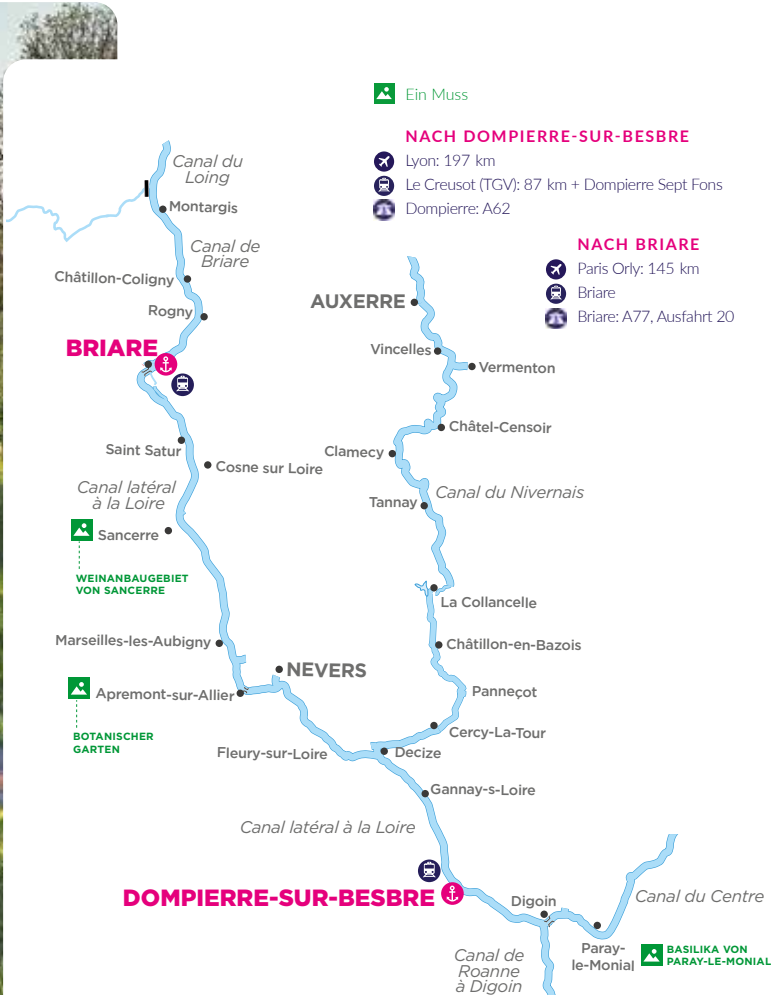 Ein Muss
NACH DOMPIERRE-SUR-BESBRE
Lyon: 197 km
Le Creusot (TGV): 87 km + Dompierre Sept Fons
Dompierre: A62
NACH BRIARE
Paris Orly: 145 km
Briare
Briare: A77, Ausfahrt 20
Canal du
Loing
Montargis
Canal de
Briare
Châtillon-Coligny
Rogny
BRIARE
AUXERRE
Vincelles
Vermenton
Châtel-Censoir
Clamecy
Saint Satur
Cosne sur Loire
Canal latéral
à la Loire
Canal du Nivernais
Tannay
Sancerre
WEINANBAUGEBIET
VON SANCERRE
La Collancelle
Marseilles-les-Aubigny
Châtillon-en-Bazois
NEVERS
Apremont-sur-Allier
Panneçot
BOTANISCHER
GARTEN
Cercy-La-Tour
Fleury-sur-Loire
Decize
Gannay-s-Loire
Canal latéral à la Loire
DOMPIERRE-SUR-BESBRE
Digoin
Canal du Centre
Paray-
le-Monial
BASILIKA VON
PARAY-LE-MONIAL
Canal de
Roanne
à Digoin